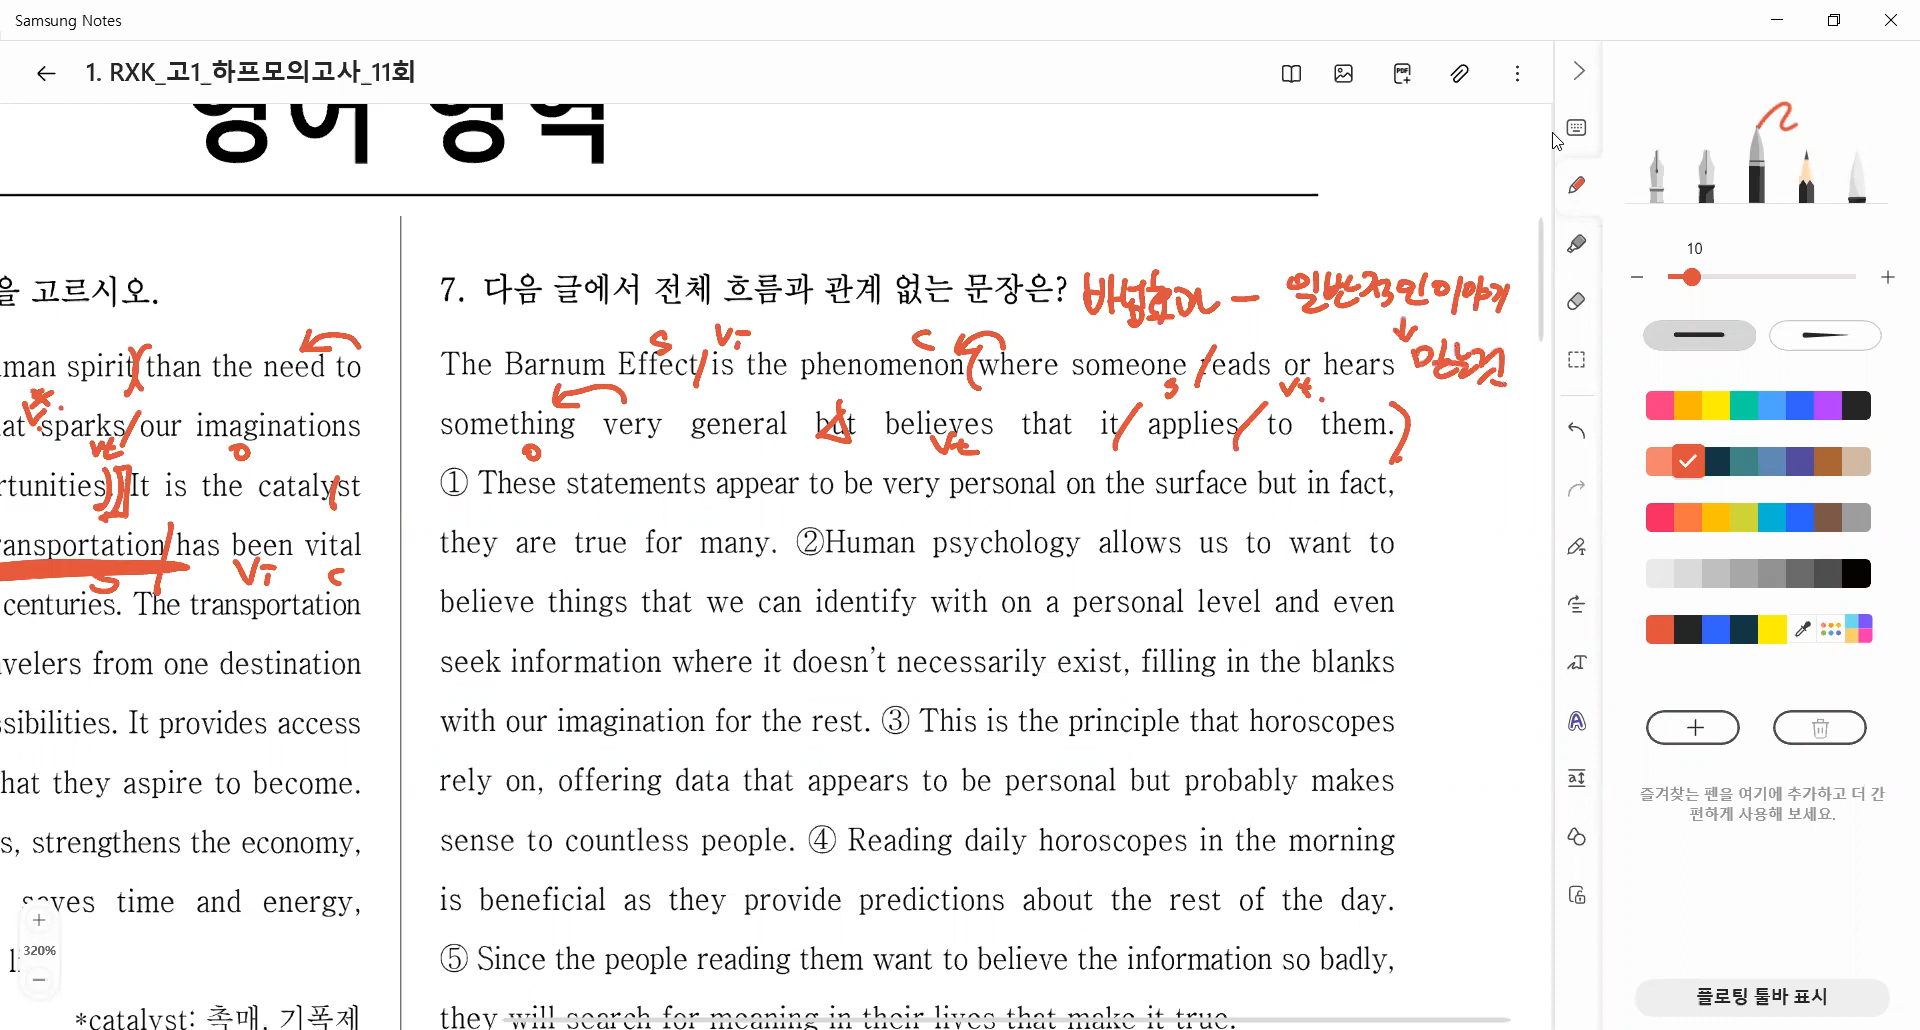 Samsung Notes
1. RXK_고1_하프모의고사_11회
영어 영역
을 고르시오.
man spirit than the need to
at sparks our imaginations
rtunities. It is the catalyst
ansportation has been vital
centuries. The transportation
velers from one destination
ssibilities. It provides access
hat they aspire to become.
s, strengthens the economy,
saves time and energy,
*catalyst: 촉매, 기폭제
V*.
vt
o
s
Vi
c
7. 다음 글에서 전체 흐름과 관계 없는 문장은? 바넘효과 – 일반적인이야기
↓
믿는것
s Vi c
The Barnum Effect is the phenomenon where someone reads or hears
s vt.
something very general but believes that it applies to them.
o Vt
① These statements appear to be very personal on the surface but in fact,
they are true for many. ②Human psychology allows us to want to
believe things that we can identify with on a personal level and even
seek information where it doesn't necessarily exist, filling in the blanks
with our imagination for the rest. ③ This is the principle that horoscopes
rely on, offering data that appears to be personal but probably makes
sense to countless people. ④ Reading daily horoscopes in the morning
is beneficial as they provide predictions about the rest of the day.
⑤ Since the people reading them want to believe the information so badly,
they will search for meaning in their lives that make it true.
320%
10
PDF
즐겨찾는 펜을 여기에 추가하고 더 간
편하게 사용해 보세요.
플로팅 툴바 표시